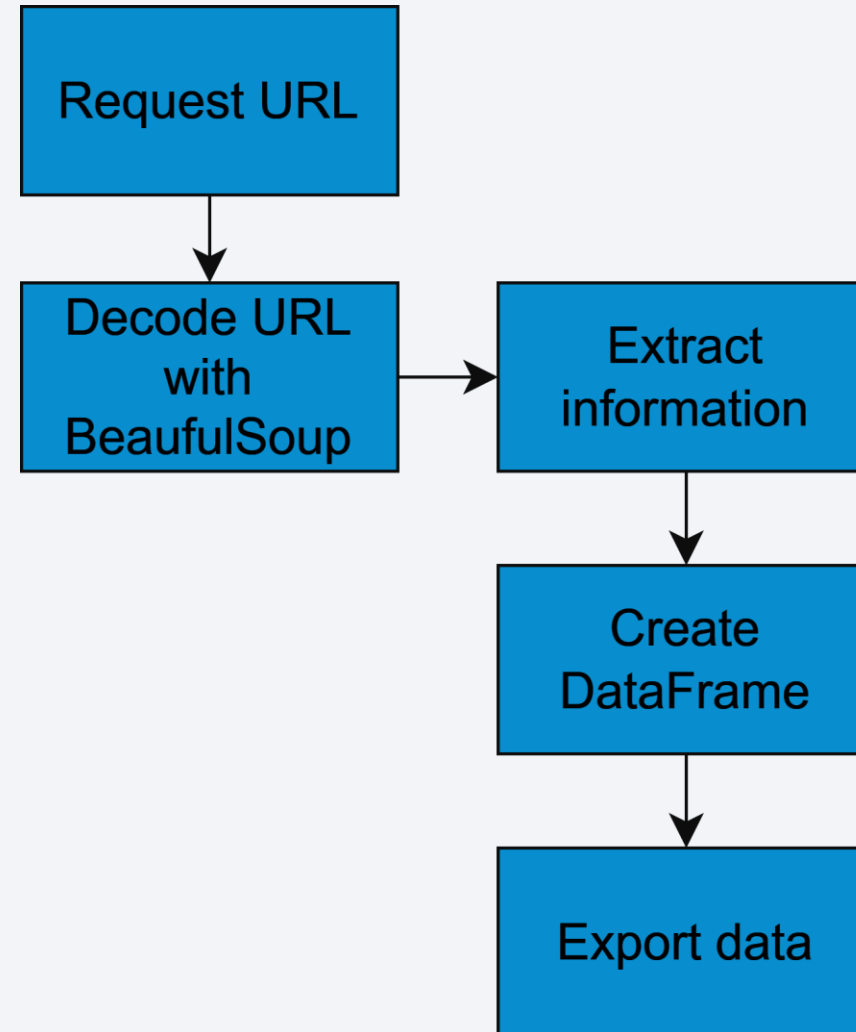 Request URL
Decode URL
with
BeaufulSoup
Extract
information
Create
DataFrame
Export data